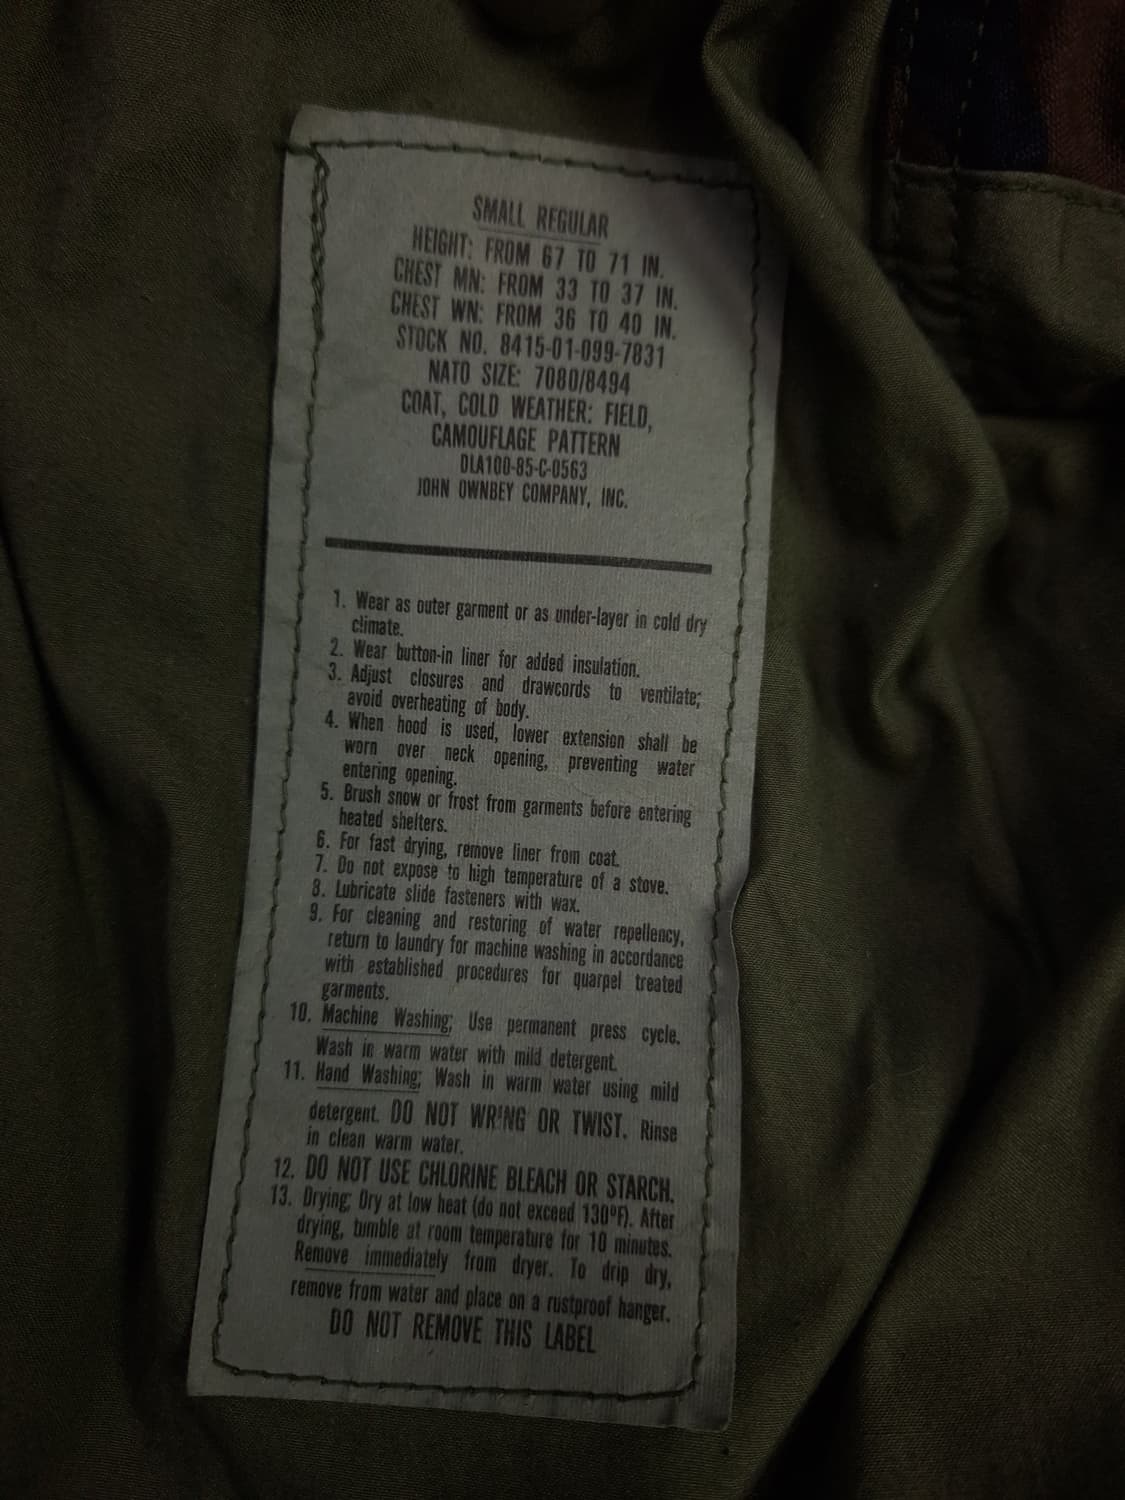 SMALL REGULAR
HEIGHT: FROM 67 TO 71 IN.
CHEST MN: FROM 33 TO 37 IN.
CHEST WN: FROM 36 TO 40 IN.
STOCK NO. 8415-01-099-7831
NATO SIZE: 7080/8494
COAT, COLD WEATHER: FIELD,
CAMOUFLAGE PATTERN
DLA100-85-C-0563
JOHN OWNBEY COMPANY, INC.
1. Wear as outer garment or as under-layer in cold dry
climate.
2. Wear button-in liner for added insulation.
3. Adjust closures and drawcords to ventilate;
avoid overheating of body.
4. When hood is used, lower extension shall be
worn over neck opening, preventing water
entering opening.
5. Brush snow or frost from garments before entering
heated shelters.
6. For fast drying, remove liner from coat.
7. Do not expose to high temperature of a stove.
8. Lubricate slide fasteners with wax.
9. For cleaning and restoring of water repellency,
return to laundry for machine washing in accordance
with established procedures for quarpel treated
garments.
10. Machine Washing; Use permanent press cycle.
Wash in warm water with mild detergent.
11. Hand Washing; Wash in warm water using mild
detergent. DO NOT WRING OR TWIST. Rinse
in clean warm water.
12. DO NOT USE CHLORINE BLEACH OR STARCH.
13. Drying; Dry at low heat (do not exceed 130ºF). After
drying, tumble at room temperature for 10 minutes.
Remove immediately from dryer. To drip dry,
remove from water and place on a rustproof hanger.
DO NOT REMOVE THIS LABEL